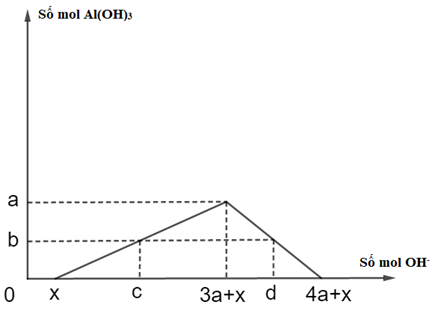 Số mol Al(OH)₃
a
b
Số mol OH⁻
0 x c 3a+x d 4a+x